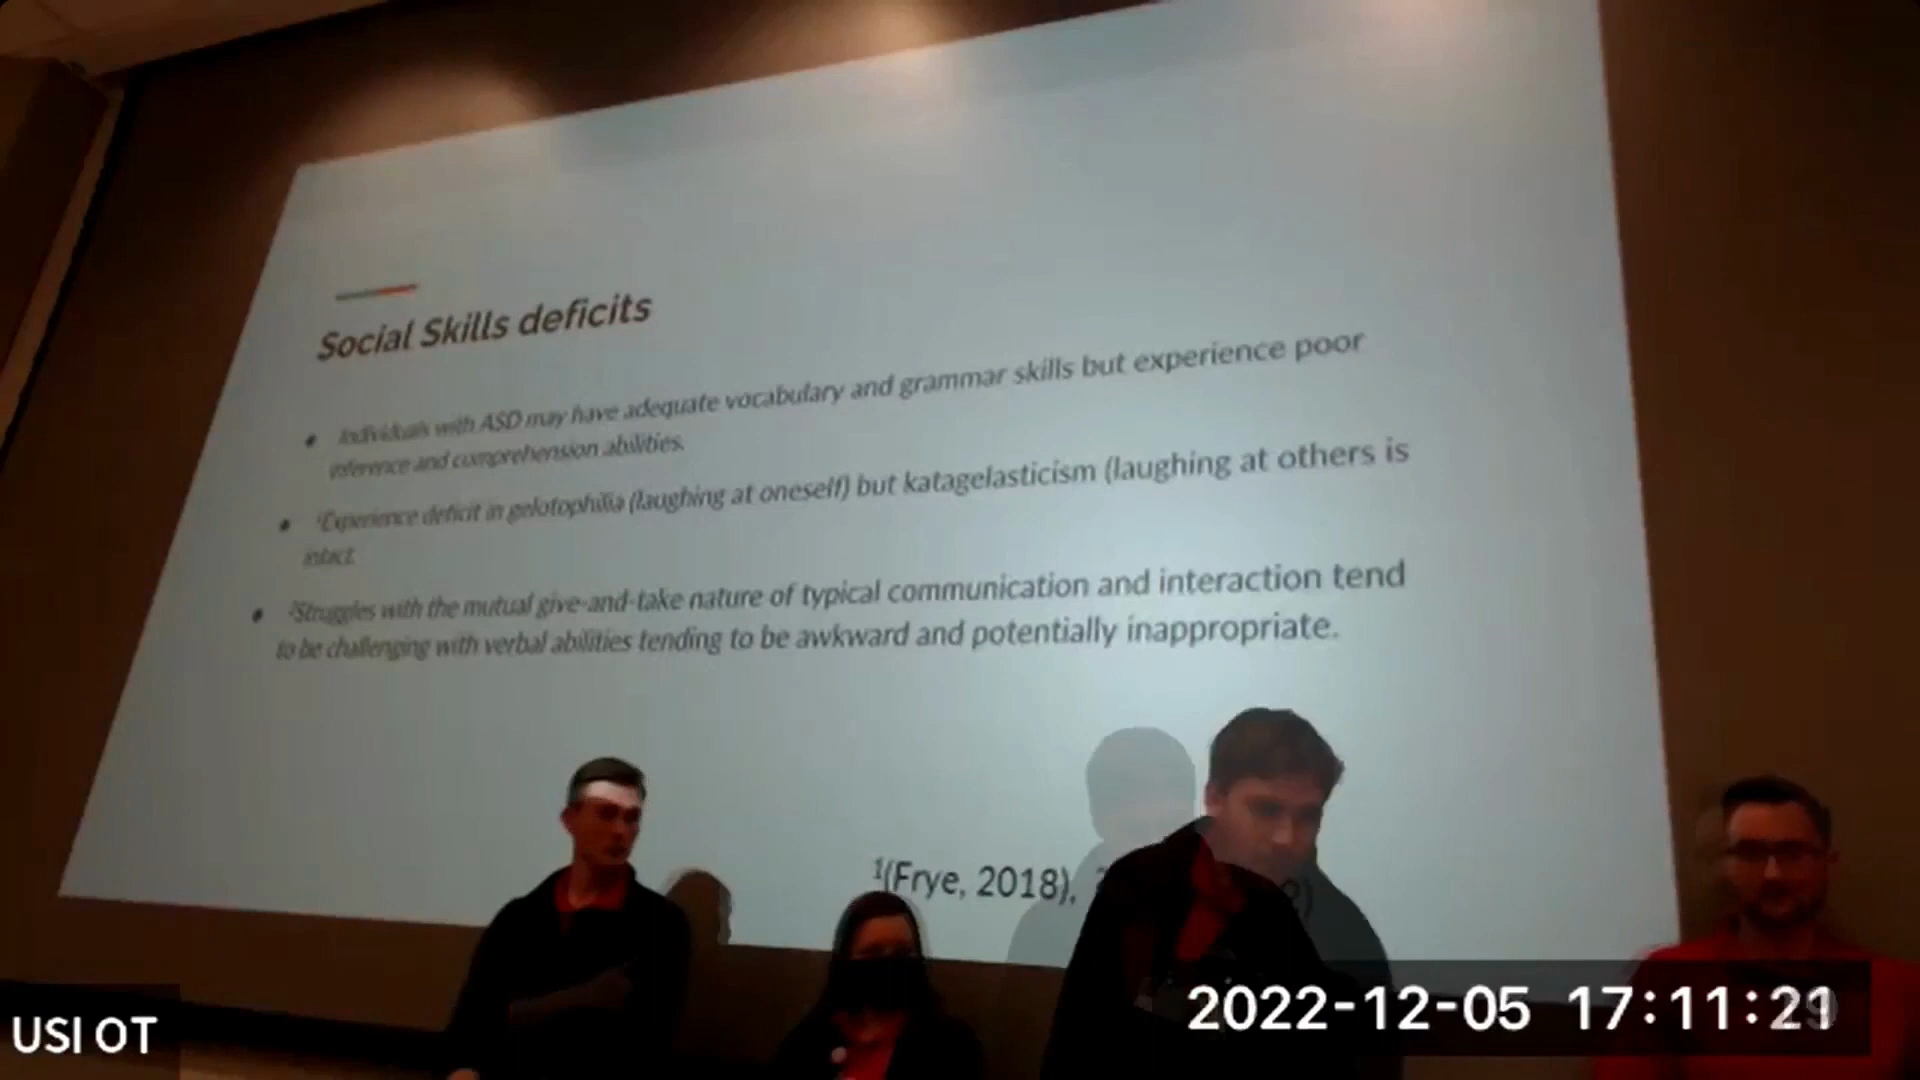 Social Skills deficits
● Individuals with ASD may have adequate vocabulary and grammar skills but experience poor
inference and comprehension abilities.
● ¹Experience deficit in gelotophilia (laughing at oneself) but katagelasticism (laughing at others is
intact.
● ²Struggles with the mutual give-and-take nature of typical communication and interaction tend
to be challenging with verbal abilities tending to be awkward and potentially inappropriate.
¹(Frye, 2018),
USI OT
2022-12-05 17:11: